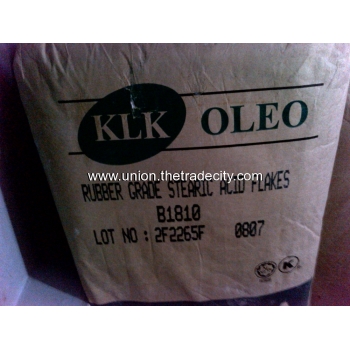 KLK OLEO
www.union.thetradecity.com
RUBBER GRADE STEARIC ACID FLAKES
B1810
LOT NO : 2F2265F 0807
K